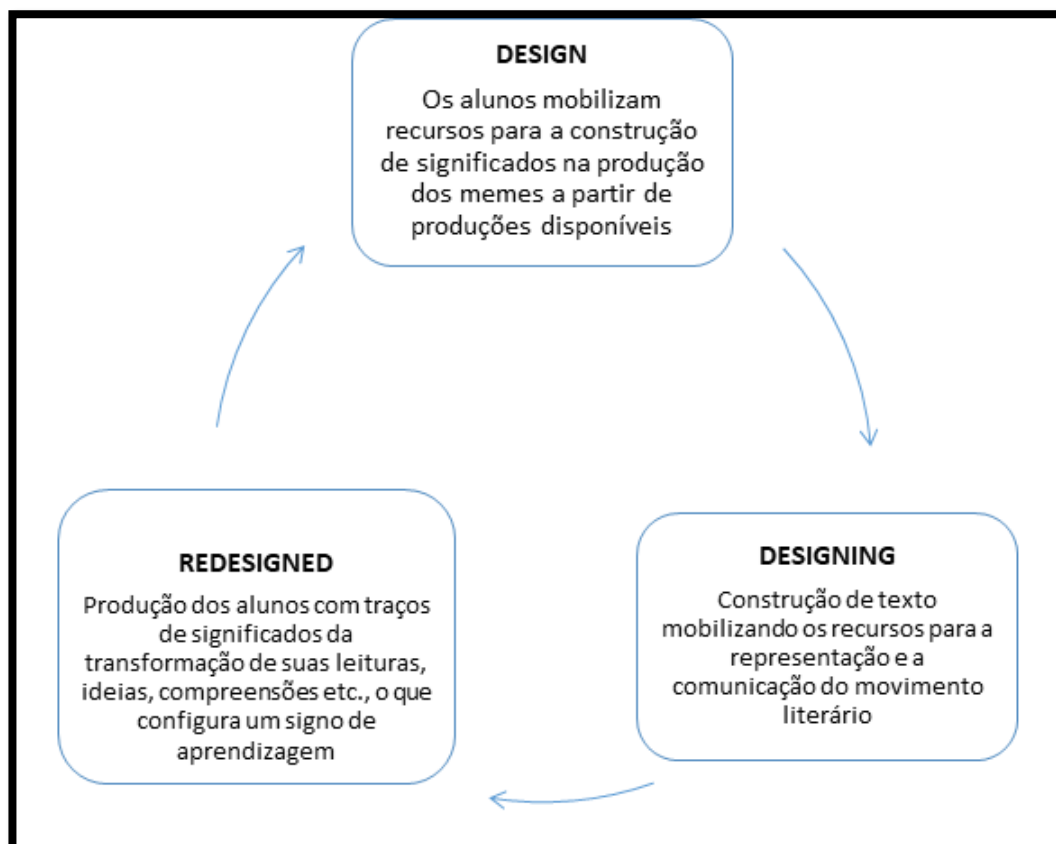 DESIGN
Os alunos mobilizam
recursos para a construção
de significados na produção
dos memes a partir de
produções disponíveis
REDESIGNED
Produção dos alunos com traços
de significados da
transformação de suas leituras,
ideias, compreensões etc., o que
configura um signo de
aprendizagem
DESIGNING
Construção de texto
mobilizando os recursos para a
representação e a
comunicação do movimento
literário